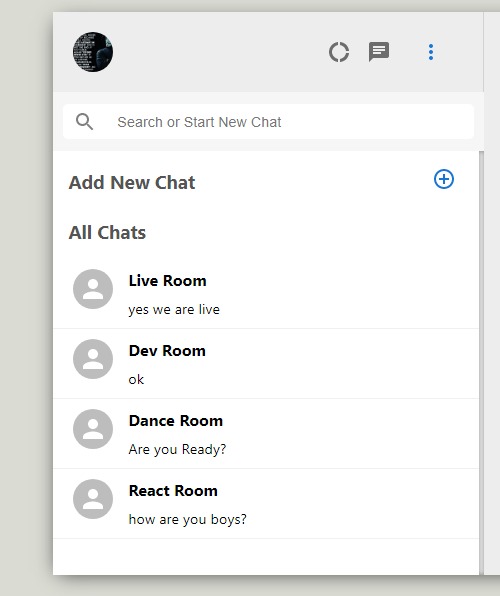 Search or Start New Chat
Add New Chat
All Chats
Live Room
yes we are live
Dev Room
ok
Dance Room
Are you Ready?
React Room
how are you boys?